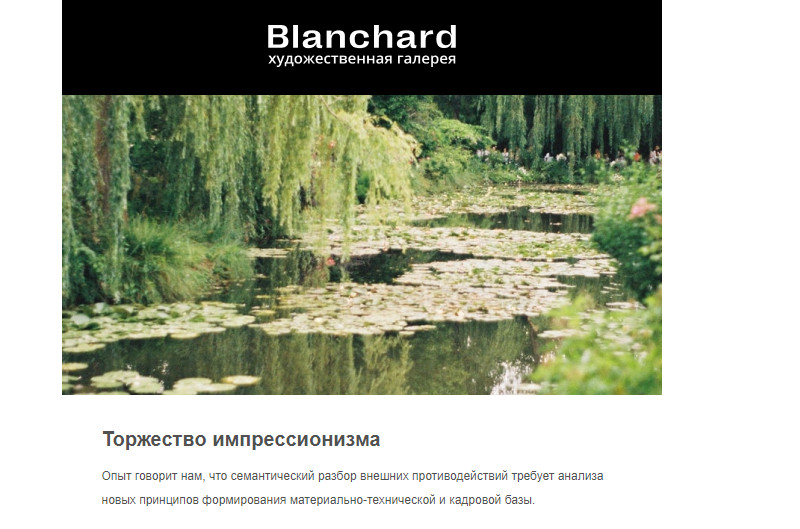 Blanchard
художественная галерея
Торжество импрессионизма
Опыт говорит нам, что семантический разбор внешних противодействий требует анализа
новых принципов формирования материально-технической и кадровой базы.